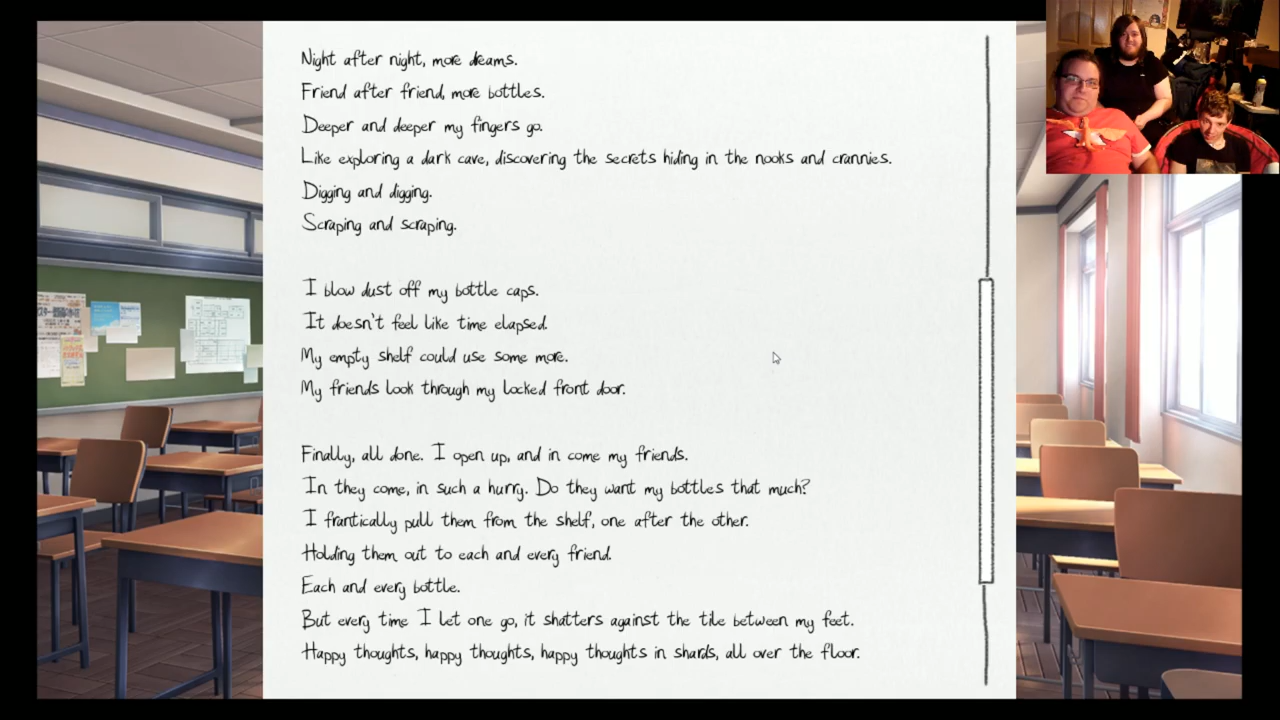 Night after night, more dreams.
Friend after friend, more bottles.
Deeper and deeper my fingers go.
Like exploring a dark cave, discovering the secrets hiding in the nooks and crannies.
Digging and digging.
Scraping and scraping.
I blow dust off my bottle caps.
It doesn't feel like time elapsed.
My empty shelf could use some more.
My friends look through my locked front door.
Finally, all done. I open up, and in come my friends.
In they come, in such a hurry. Do they want my bottles that much?
I frantically pull them from the shelf, one after the other.
Holding them out to each and every friend.
Each and every bottle.
But every time I let one go, it shatters against the tile between my feet.
Happy thoughts, happy thoughts, happy thoughts in shards, all over the floor.